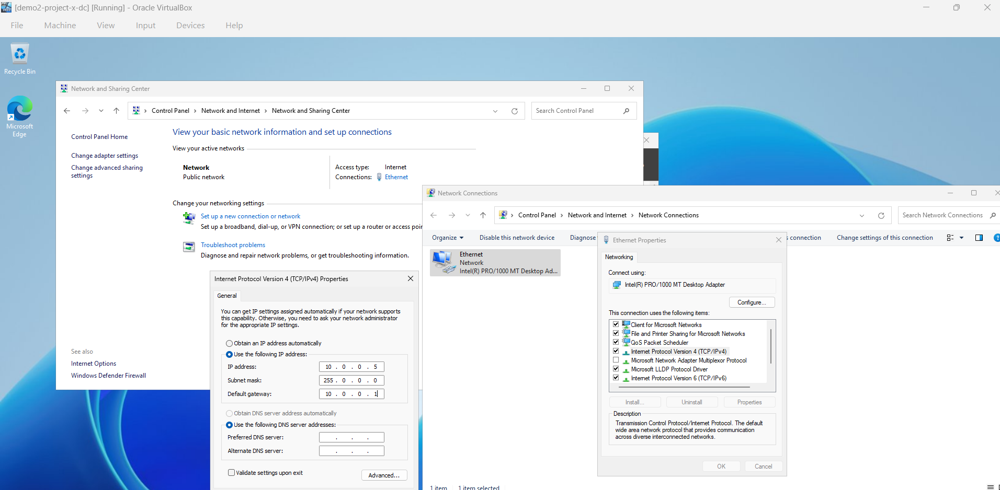 [demo2-project-x-dc] [Running] - Oracle VirtualBox
File Machine View Input Devices Help
Recycle Bin
Microsoft
Edge
Network and Sharing Center
Control Panel › Network and Internet › Network and Sharing Center
Search Control Panel
Control Panel Home
Change adapter settings
Change advanced sharing
settings
View your basic network information and set up connections
View your active networks
Network
Public network
Access type: Internet
Connections: Ethernet
Change your networking settings
Set up a new connection or network
Set up a broadband, dial-up, or VPN connection; or set up a router or access poin
Troubleshoot problems
Diagnose and repair network problems, or get troubleshooting information.
See also
Internet Options
Windows Defender Firewall
Internet Protocol Version 4 (TCP/IPv4) Properties
General
You can get IP settings assigned automatically if your network supports
this capability. Otherwise, you need to ask your network administrator
for the appropriate IP settings.
Obtain an IP address automatically
Use the following IP address:
IP address: 10 . 0 . 0 . 5
Subnet mask: 255 . 0 . 0 . 0
Default gateway: 10 . 0 . 0 . 1
Obtain DNS server address automatically
Use the following DNS server addresses:
Preferred DNS server: . . .
Alternate DNS server: . . .
Validate settings upon exit
Advanced...
Network Connections
Control Panel › Network and Internet › Network Connections
Search Network Connections
Organize Disable this network device Diagnose s connection Change settings of this connection
Ethernet
Network
Intel(R) PRO/1000 MT Desktop Ad...
Ethernet Properties
Networking
Connect using:
Intel(R) PRO/1000 MT Desktop Adapter
Configure...
This connection uses the following items:
Client for Microsoft Networks
File and Printer Sharing for Microsoft Networks
QoS Packet Scheduler
Internet Protocol Version 4 (TCP/IPv4)
Microsoft Network Adapter Multiplexor Protocol
Microsoft LLDP Protocol Driver
Internet Protocol Version 6 (TCP/IPv6)
Install... Uninstall Properties
Description
Transmission Control Protocol/Internet Protocol. The default
wide area network protocol that provides communication
across diverse interconnected networks.
OK Cancel
1 item 1 item selected